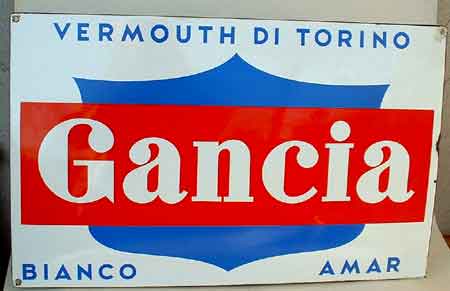 VERMOUTH DI TORINO
Gancia
BIANCO AMAR